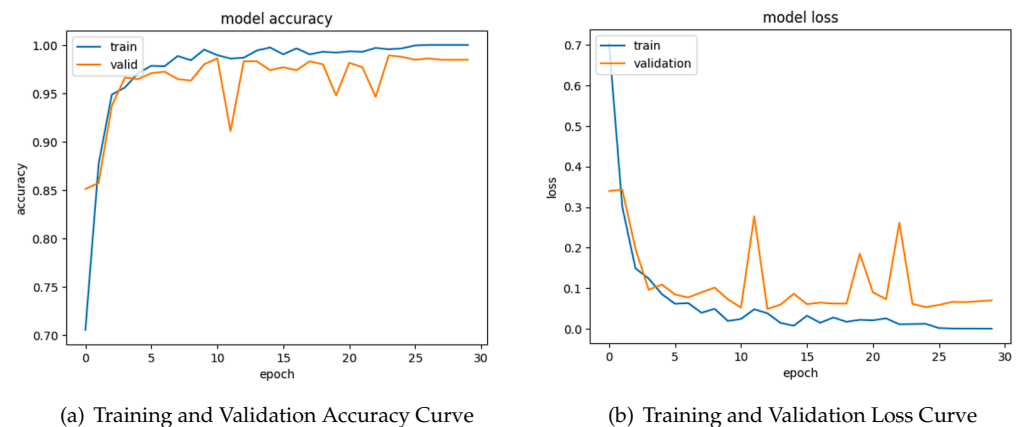 model accuracy
1.00
0.95
0.90
0.85
0.80
0.75
0.70
accuracy
train
valid
0 5 10 15 20 25 30
epoch
(a) Training and Validation Accuracy Curve
model loss
0.7
0.6
0.5
0.4
0.3
0.2
0.1
0.0
loss
train
validation
0 5 10 15 20 25 30
epoch
(b) Training and Validation Loss Curve